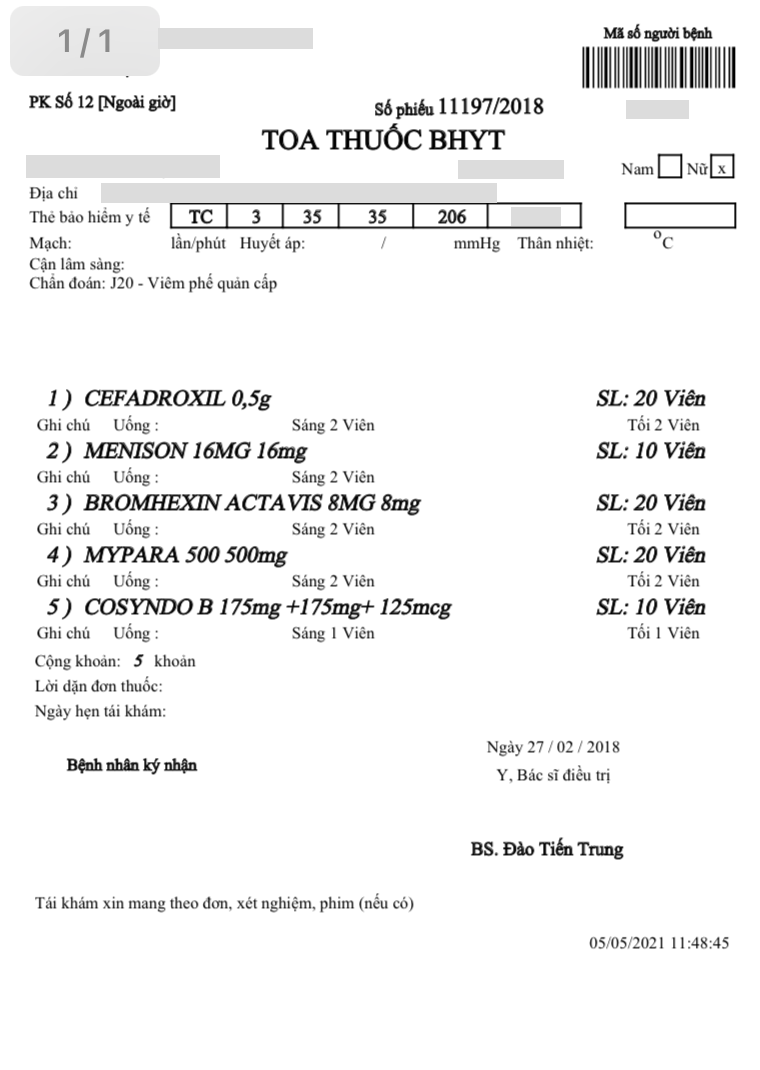 1/1
Mã số người bệnh
PK Số 12 [Ngoài giờ]
Số phiếu 11197/2018
TOA THUỐC BHYT
Nam Nữ x
Địa chỉ
Thẻ bảo hiểm y tế TC 3 35 35 206
Mạch: lần/phút Huyết áp: / mmHg Thân nhiệt: °C
Cận lâm sàng:
Chẩn đoán: J20 - Viêm phế quản cấp
1 ) CEFADROXIL 0,5g SL: 20 Viên
Ghi chú Uống : Sáng 2 Viên Tối 2 Viên
2 ) MENISON 16MG 16mg SL: 10 Viên
Ghi chú Uống : Sáng 2 Viên
3 ) BROMHEXIN ACTAVIS 8MG 8mg SL: 20 Viên
Ghi chú Uống : Sáng 2 Viên Tối 2 Viên
4 ) MYPARA 500 500mg SL: 20 Viên
Ghi chú Uống : Sáng 2 Viên Tối 2 Viên
5 ) COSYNDO B 175mg +175mg+ 125mcg SL: 10 Viên
Ghi chú Uống : Sáng 1 Viên Tối 1 Viên
Cộng khoản: 5 khoản
Lời dặn đơn thuốc:
Ngày hẹn tái khám:
Ngày 27 / 02 / 2018
Bệnh nhân ký nhận
Y, Bác sĩ điều trị
BS. Đào Tiến Trung
Tái khám xin mang theo đơn, xét nghiệm, phim (nếu có)
05/05/2021 11:48:45